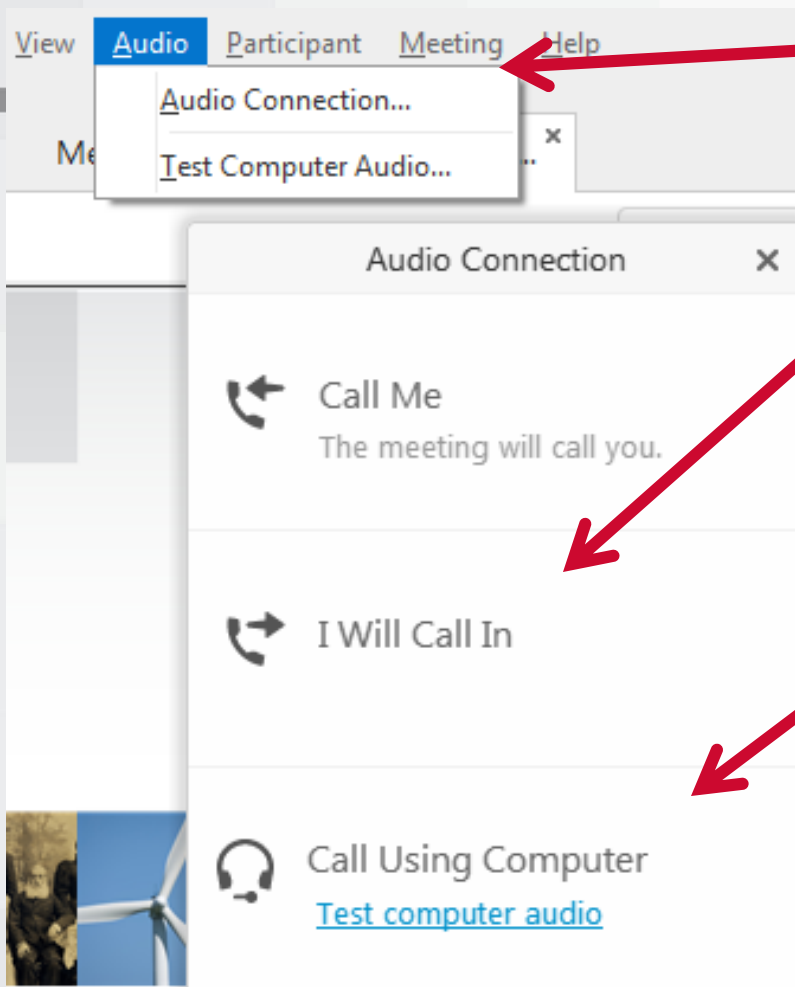 View Audio Participant Meeting Help
Audio Connection...
Me
Test Computer Audio...
..
Audio Connection
Call Me
The meeting will call you.
I Will Call In
Call Using Computer
Test computer audio